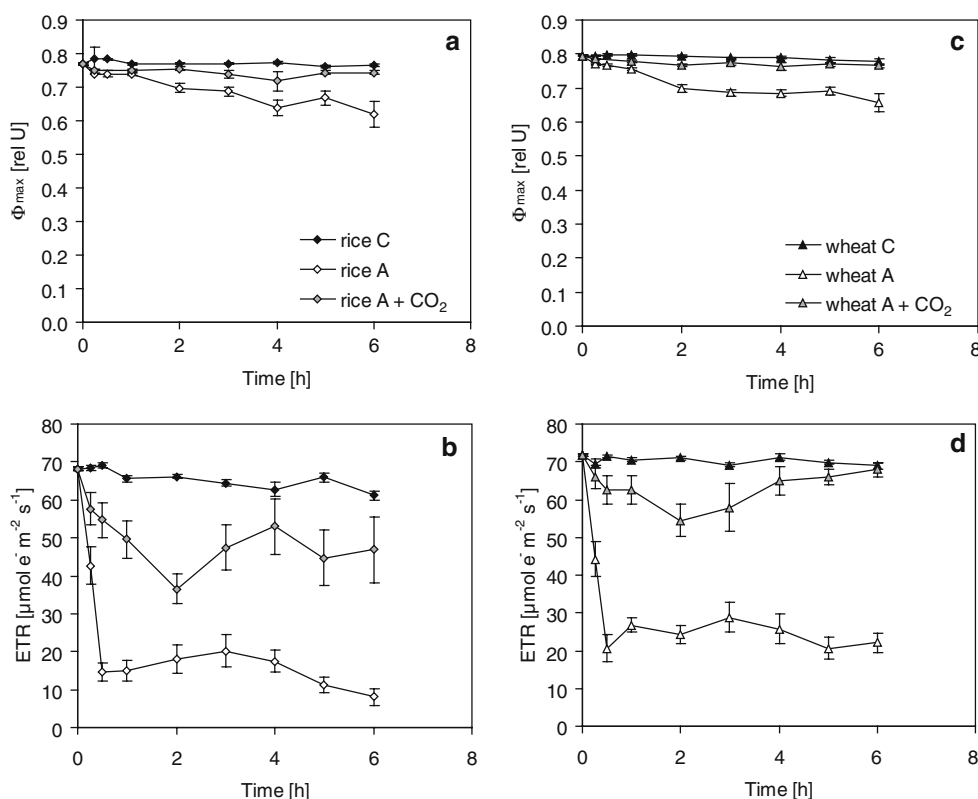 a
0.9
0.8
0.7
0.6
0.5
0.4
0.3
0.2
0.1
0.0
Φmax [rel U]
rice C
rice A
rice A + CO₂
0 2 4 6 8
Time [h]
c
0.9
0.8
0.7
0.6
0.5
0.4
0.3
0.2
0.1
0.0
Φmax [rel U]
wheat C
wheat A
wheat A + CO₂
0 2 4 6 8
Time [h]
b
80
70
60
50
40
30
20
10
0
ETR [µmol e⁻ m⁻² s⁻¹]
0 2 4 6 8
Time [h]
d
80
70
60
50
40
30
20
10
0
ETR [µmol e⁻ m⁻² s⁻¹]
0 2 4 6 8
Time [h]